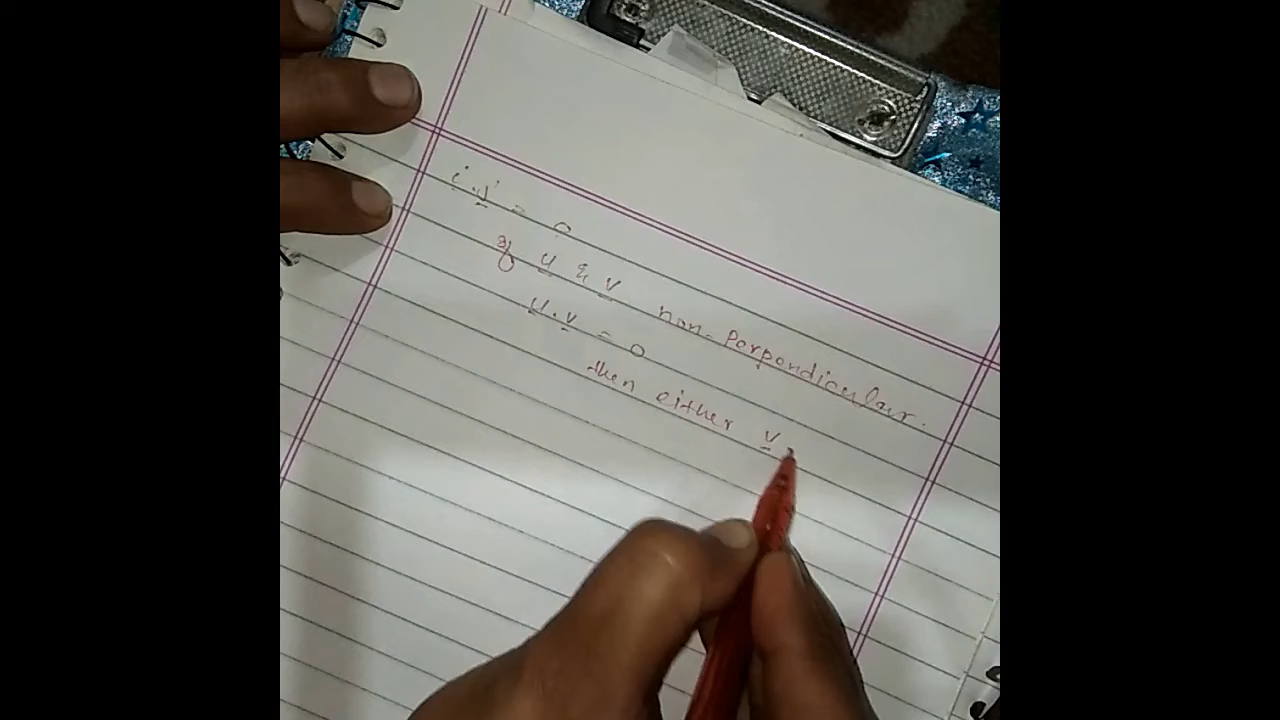 i . v = 0
If u & v non-Perpendicular.
u . v = 0
then either v